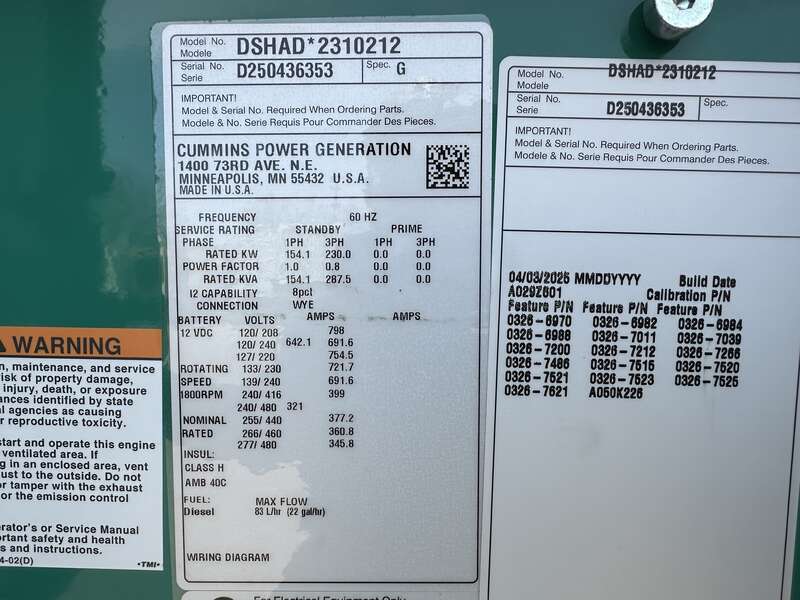 Model No. DSHAD*2310212
Modele
Serial No. D250436353 Spec. G
Serie
IMPORTANT!
Model & Serial No. Required When Ordering Parts.
Modele & No. Serie Requis Pour Commander Des Pieces.
CUMMINS POWER GENERATION
1400 73RD AVE. N.E.
MINNEAPOLIS, MN 55432 U.S.A.
MADE IN U.S.A.
FREQUENCY 60 HZ
SERVICE RATING STANDBY PRIME
PHASE 1PH 3PH 1PH 3PH
RATED KW 154.1 230.0 0.0 0.0
POWER FACTOR 1.0 0.8 0.0 0.0
RATED KVA 154.1 287.5 0.0 0.0
I2 CAPABILITY 8pct
CONNECTION WYE
BATTERY VOLTS AMPS AMPS
12 VDC 120/ 208 798
120/ 240 642.1 691.6
127/ 220 754.5
ROTATING 133/ 230 721.7
SPEED 139/ 240 691.6
1800RPM 240/ 416 399
240/ 480 321
NOMINAL 255/ 440 377.2
RATED 266/ 460 360.8
277/ 480 345.8
INSUL:
CLASS H
AMB 40C
FUEL: MAX FLOW
Diesel 83 L/hr (22 gal/hr)
WIRING DIAGRAM
For Electrical Equipment Only
Model No. DSHAD*2310212
Modele
Serial No. D250436353 Spec.
Serie
IMPORTANT!
Model & Serial No. Required When Ordering Parts.
Modele & No. Serie Requis Pour Commander Des Pieces.
04/03/2025 MMDDYYYY Build Date
A029Z601 Calibration P/N
Feature P/N Feature P/N Feature P/N
0326-6970 0326-6982 0326-6984
0326-6988 0326-7011 0326-7039
0326-7200 0326-7212 0326-7266
0326-7486 0326-7515 0326-7520
0326-7521 0326-7523 0326-7525
0326-7621 A050K226
WARNING
n, maintenance, and service
risk of property damage,
injury, death, or exposure
ances identified by state
al agencies as causing
r reproductive toxicity.
start and operate this engine
ventilated area. If
g in an enclosed area, vent
ust to the outside. Do not
or tamper with the exhaust
or the emission control
erator's or Service Manual
ortant safety and health
s and instructions.
4-02(D) •TMI•